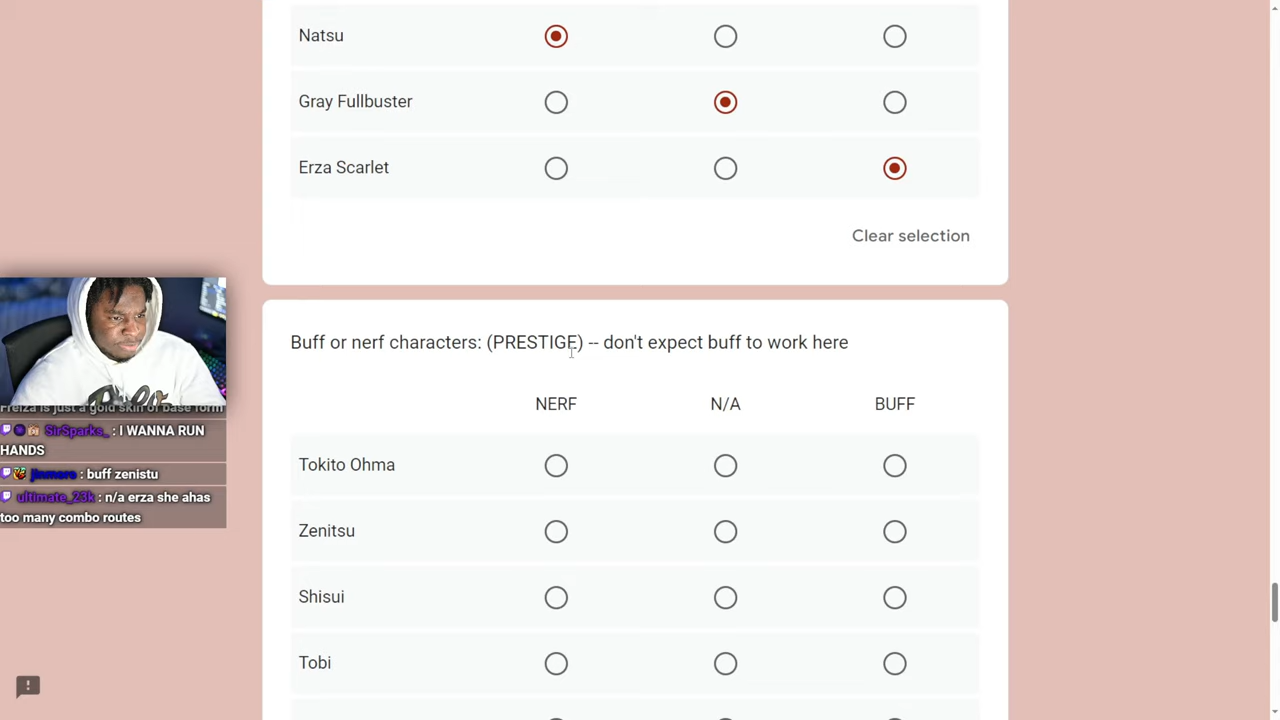 Natsu
Gray Fullbuster
Erza Scarlet
Clear selection
Buff or nerf characters: (PRESTIGE) -- don't expect buff to work here
NERF N/A BUFF
Tokito Ohma
Zenitsu
Shisui
Tobi
Freiza is just a gold skin of base form
SirSparks_ : I WANNA RUN
HANDS
jinmore : buff zenistu
ultimate_23k : n/a erza she ahas
too many combo routes